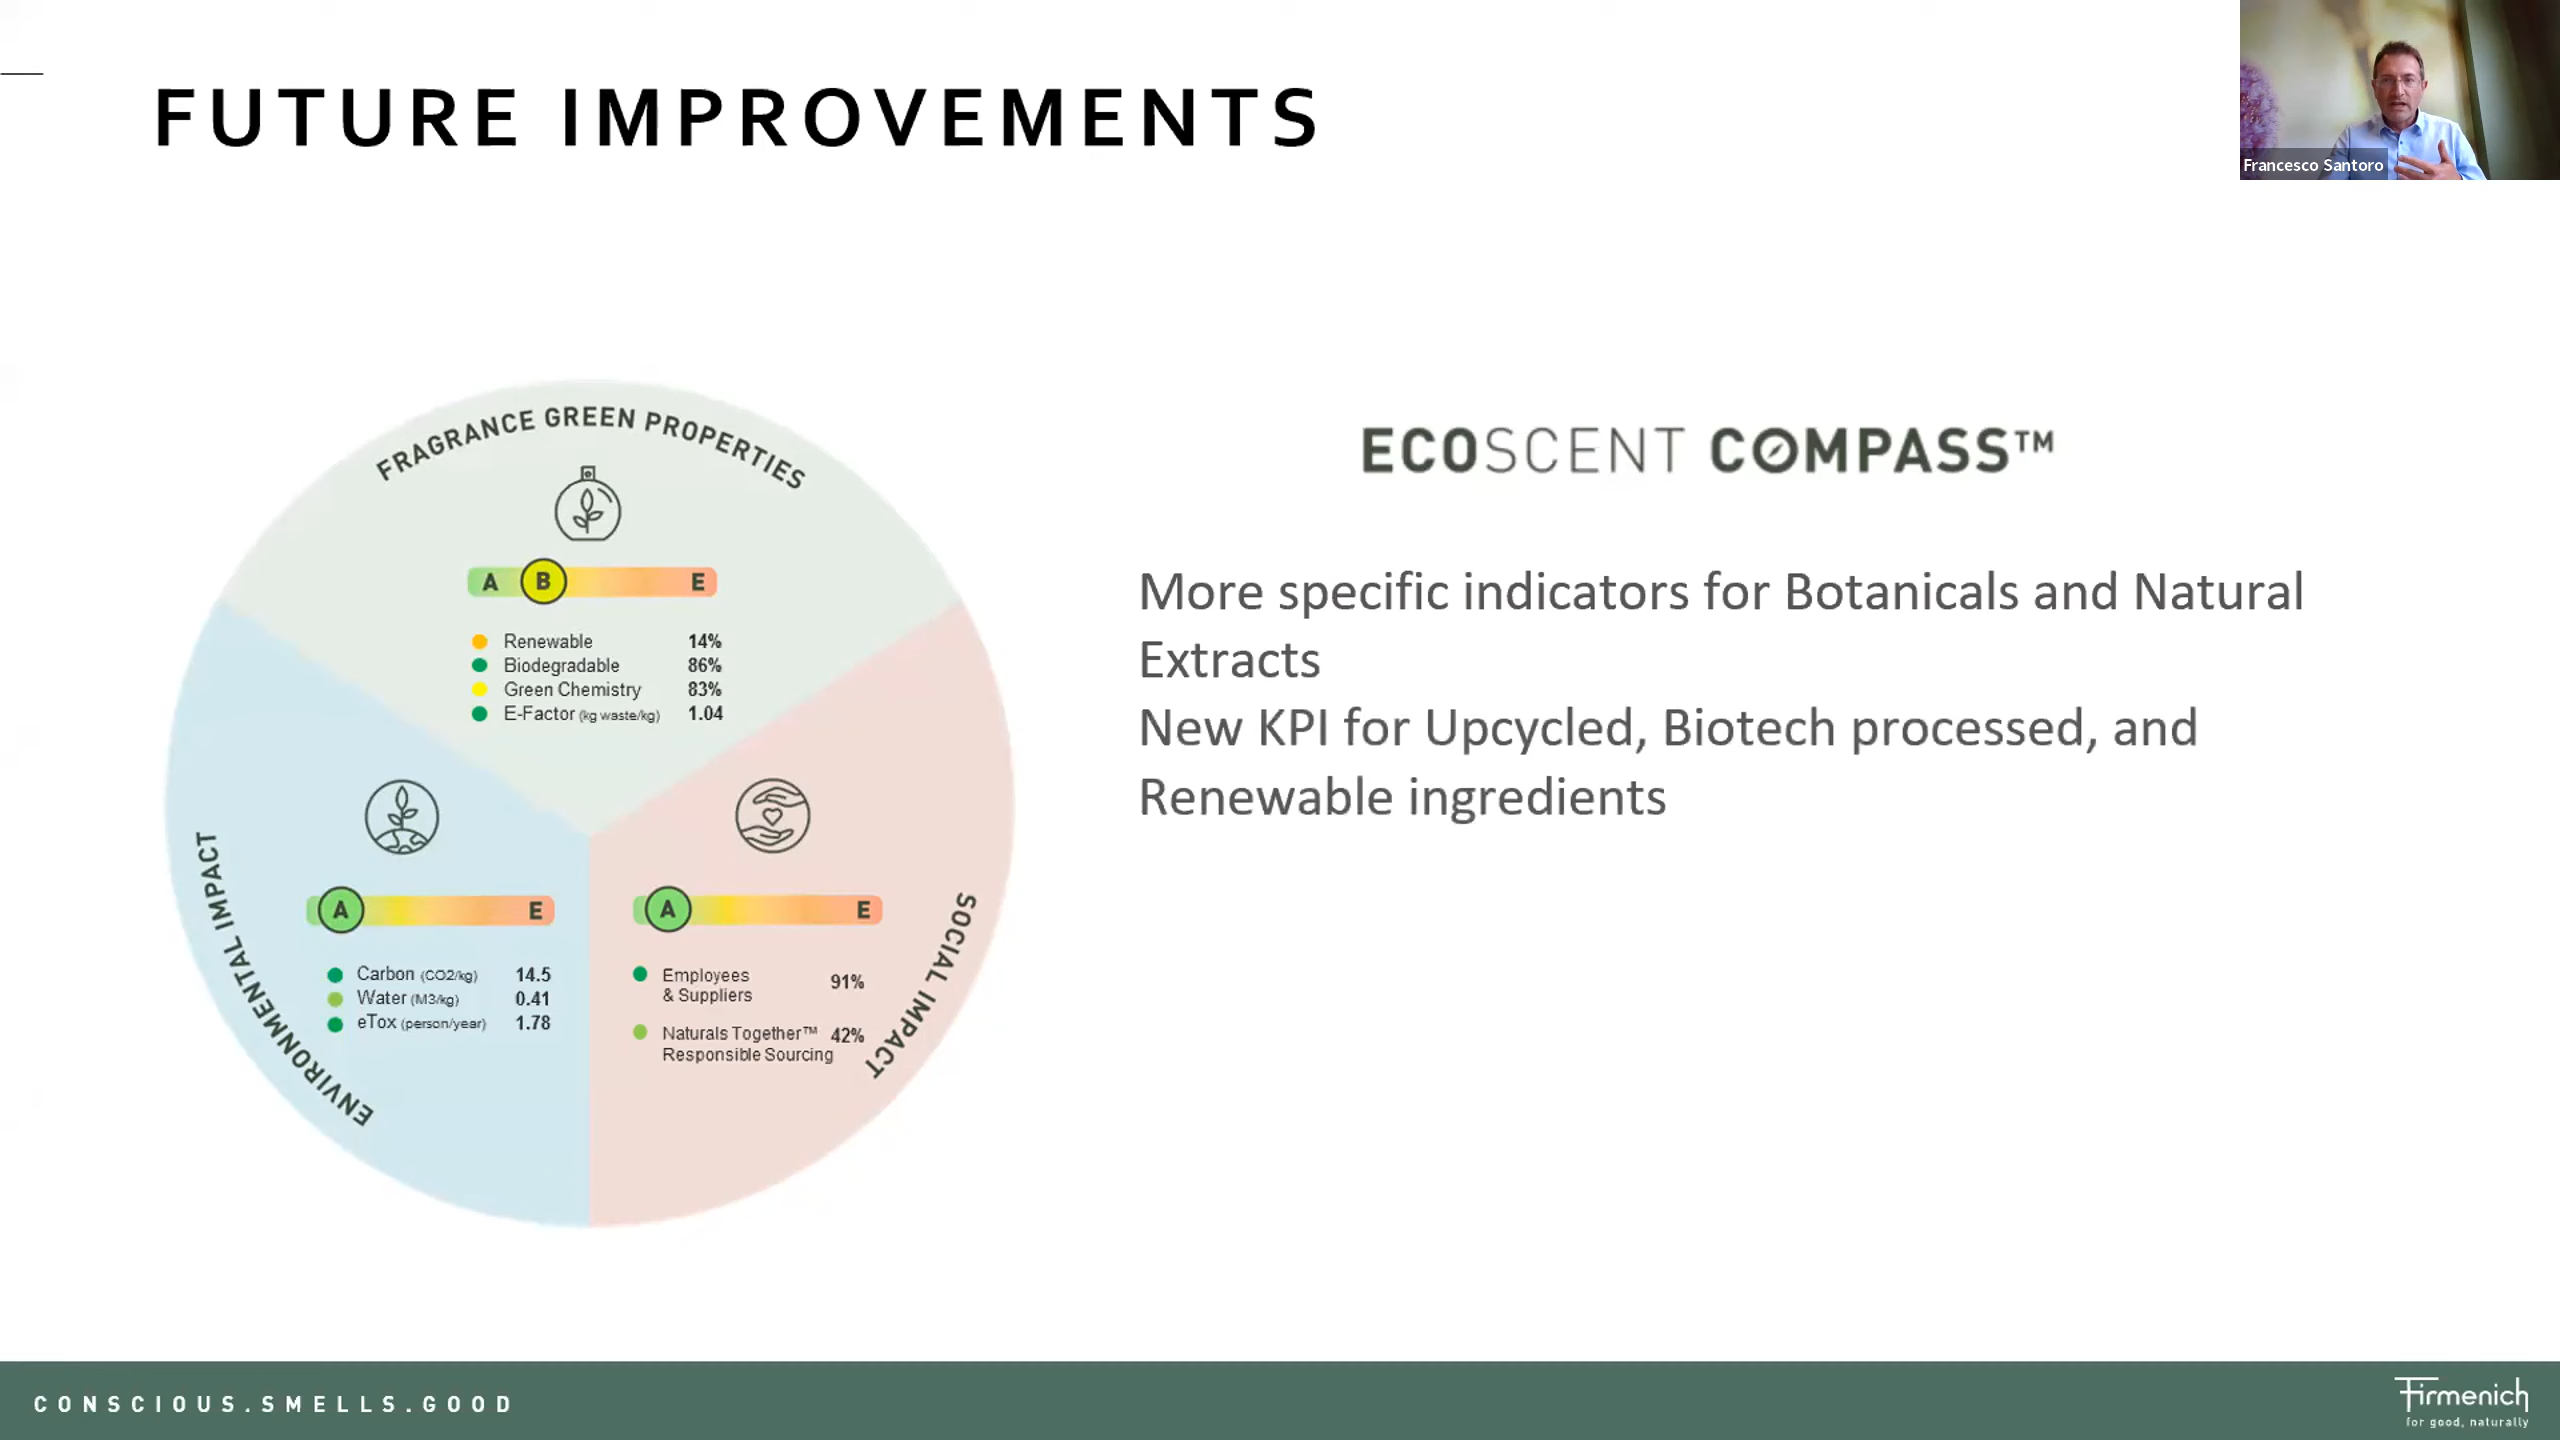 FUTURE IMPROVEMENTS
Francesco Santoro
FRAGRANCE GREEN PROPERTIES
A B E
Renewable 14%
Biodegradable 86%
Green Chemistry 83%
E-Factor (kg waste/kg) 1.04
ENVIRONMENTAL IMPACT
A E
Carbon (CO2/kg) 14.5
Water (M3/kg) 0.41
eTox (person/year) 1.78
SOCIAL IMPACT
A E
Employees
& Suppliers 91%
Naturals Together™ 42%
Responsible Sourcing
ECOSCENT COMPASS™
More specific indicators for Botanicals and Natural
Extracts
New KPI for Upcycled, Biotech processed, and
Renewable ingredients
CONSCIOUS.SMELLS.GOOD
Firmenich
for good, naturally